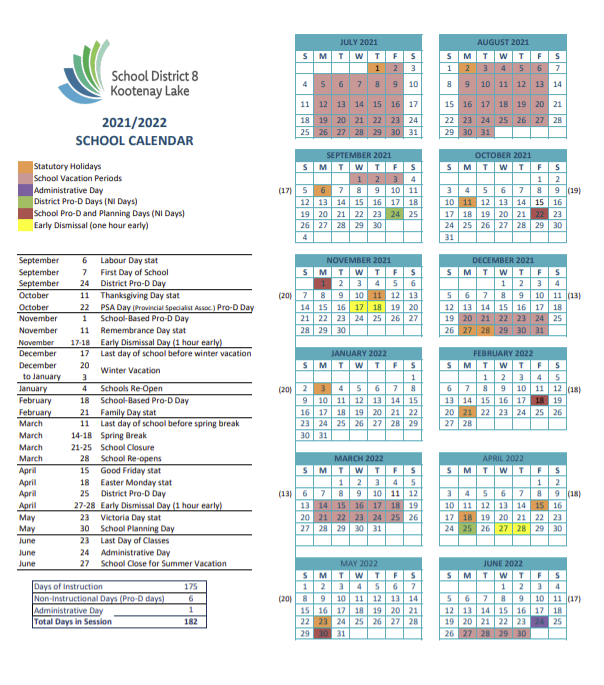 School District 8
Kootenay Lake
2021/2022
SCHOOL CALENDAR
Statutory Holidays
School Vacation Periods
Administrative Day
District Pro-D Days (NI Days)
School Pro-D and Planning Days (NI Days)
Early Dismissal (one hour early)
September 6 Labour Day stat
September 7 First Day of School
September 24 District Pro-D Day
October 11 Thanksgiving Day stat
October 22 PSA Day (Provincial Specialist Assoc.) Pro-D Day
November 1 School-Based Pro-D Day
November 11 Remembrance Day stat
November 17-18 Early Dismissal Day (1 hour early)
December 17 Last day of school before winter vacation
December 20
to January 3 Winter Vacation
January 4 Schools Re-Open
February 18 School-Based Pro-D Day
February 21 Family Day stat
March 11 Last day of school before spring break
March 14-18 Spring Break
March 21-25 School Closure
March 28 School Re-opens
April 15 Good Friday stat
April 18 Easter Monday stat
April 25 District Pro-D Day
April 27-28 Early Dismissal Day (1 hour early)
May 23 Victoria Day stat
May 30 School Planning Day
June 23 Last Day of Classes
June 24 Administrative Day
June 27 School Close for Summer Vacation
Days of Instruction 175
Non-Instructional Days (Pro-D days) 6
Administrative Day 1
Total Days in Session 182
JULY 2021
S M T W T F S
1 2 3
4 5 6 7 8 9 10
11 12 13 14 15 16 17
18 19 20 21 22 23 24
25 26 27 28 29 30 31
AUGUST 2021
S M T W T F S
1 2 3 4 5 6 7
8 9 10 11 12 13 14
15 16 17 18 19 20 21
22 23 24 25 26 27 28
29 30 31
SEPTEMBER 2021
S M T W T F S
1 2 3 4
(17) 5 6 7 8 9 10 11
12 13 14 15 16 17 18
19 20 21 22 23 24 25
26 27 28 29 30
4
OCTOBER 2021
S M T W T F S
1 2
3 4 5 6 7 8 9 (19)
10 11 12 13 14 15 16
17 18 19 20 21 22 23
24 25 26 27 28 29 30
31
NOVEMBER 2021
S M T W T F S
1 2 3 4 5 6
(20) 7 8 9 10 11 12 13
14 15 16 17 18 19 20
21 22 23 24 25 26 27
28 29 30
DECEMBER 2021
S M T W T F S
1 2 3 4
5 6 7 8 9 10 11 (13)
12 13 14 15 16 17 18
19 20 21 22 23 24 25
26 27 28 29 30 31
JANUARY 2022
S M T W T F S
1
(20) 2 3 4 5 6 7 8
9 10 11 12 13 14 15
16 17 18 19 20 21 22
23 24 25 26 27 28 29
30 31
FEBRUARY 2022
S M T W T F S
1 2 3 4 5
6 7 8 9 10 11 12 (18)
13 14 15 16 17 18 19
20 21 22 23 24 25 26
27 28
MARCH 2022
S M T W T F S
1 2 3 4 5
(13) 6 7 8 9 10 11 12
13 14 15 16 17 18 19
20 21 22 23 24 25 26
27 28 29 30 31
APRIL 2022
S M T W T F S
1 2
3 4 5 6 7 8 9 (18)
10 11 12 13 14 15 16
17 18 19 20 21 22 23
24 25 26 27 28 29 30
MAY 2022
S M T W T F S
1 2 3 4 5 6 7
(20) 8 9 10 11 12 13 14
15 16 17 18 19 20 21
22 23 24 25 26 27 28
29 30 31
JUNE 2022
S M T W T F S
1 2 3 4
5 6 7 8 9 10 11 (17)
12 13 14 15 16 17 18
19 20 21 22 23 24 25
26 27 28 29 30